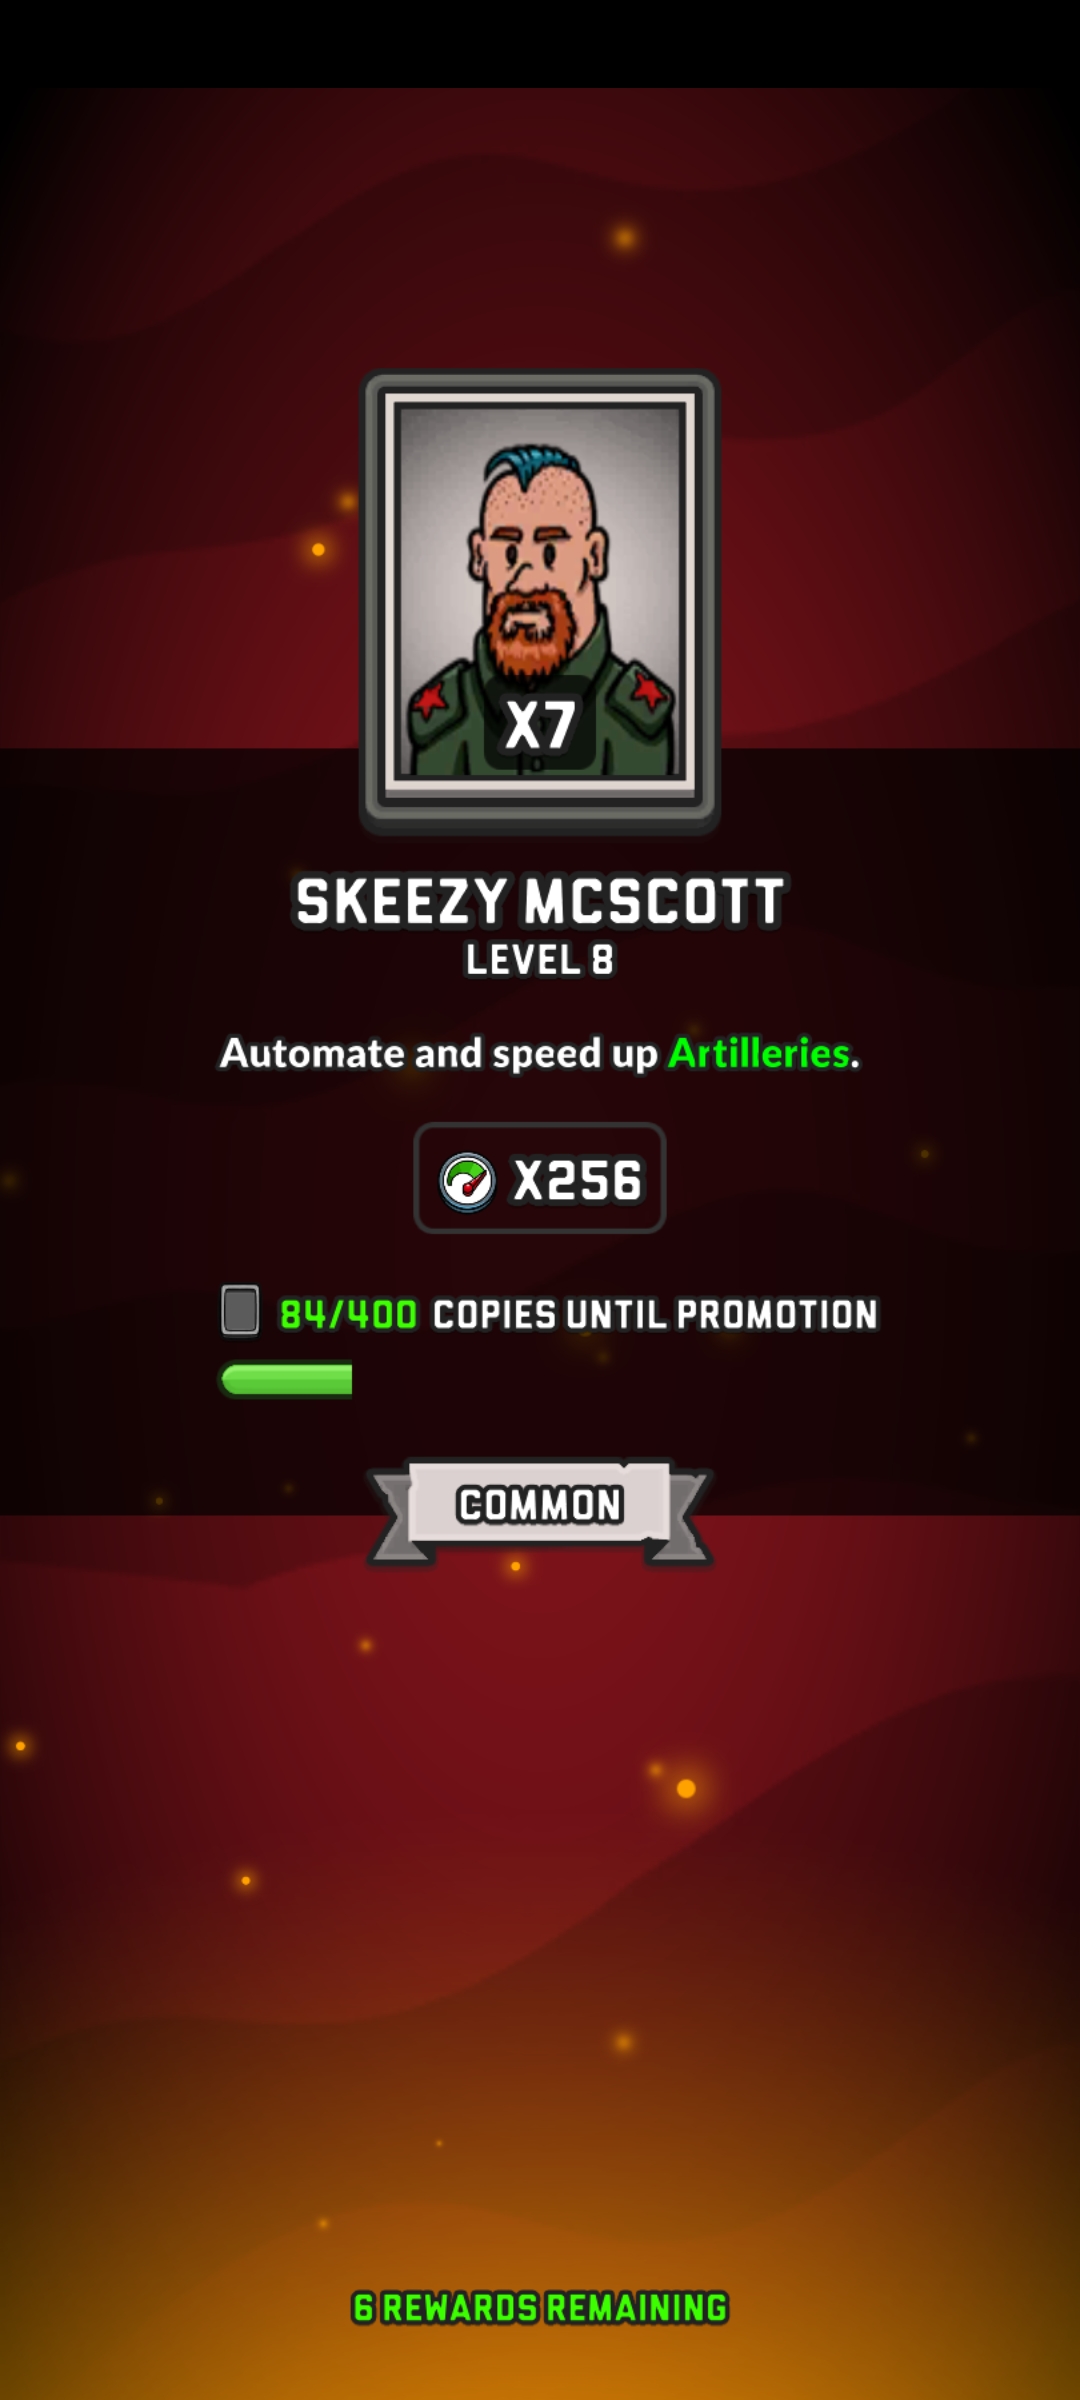 X7
SKEEZY MCSCOTT
LEVEL 8
Automate and speed up Artilleries.
X256
84/400 COPIES UNTIL PROMOTION
COMMON
6 REWARDS REMAINING